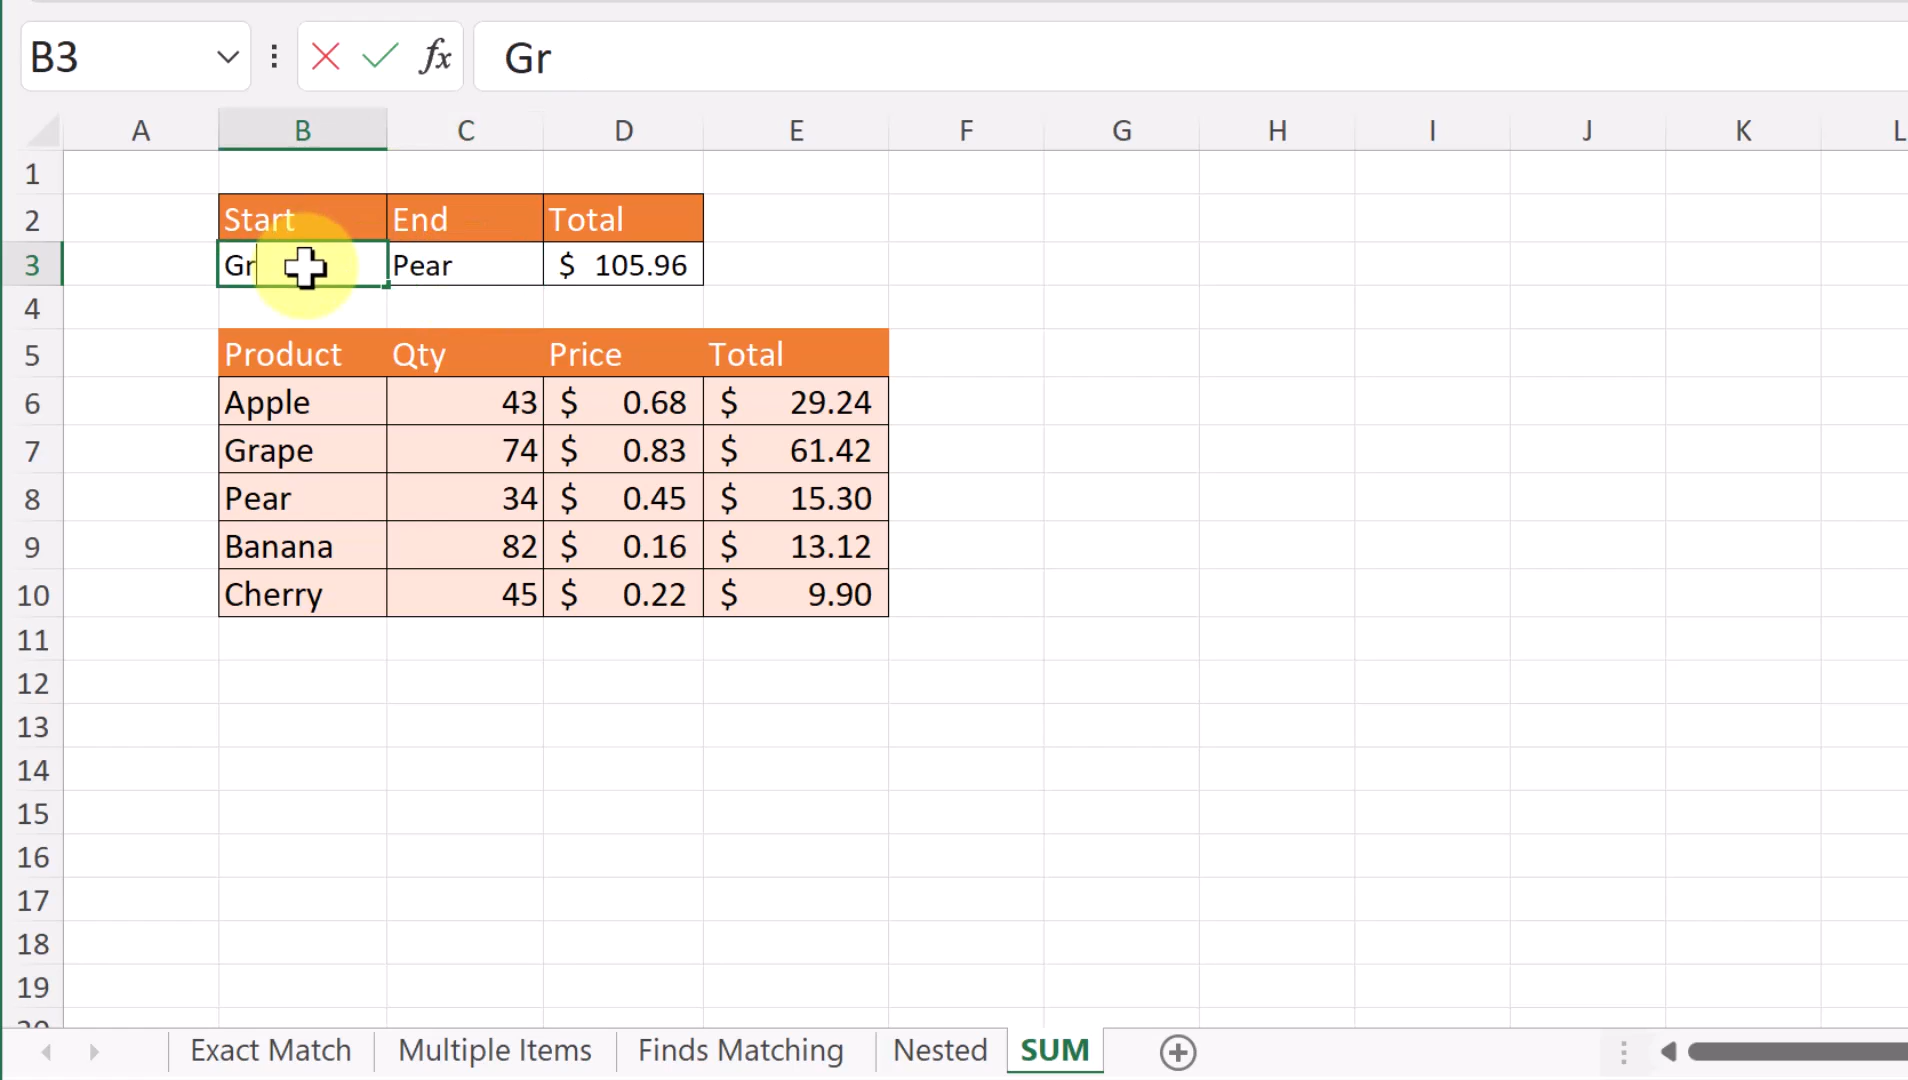 B3 fx Gr
A B C D E F G H I J K L
1
2 Start End Total
3 Gr Pear $ 105.96
4
5 Product Qty Price Total
6 Apple 43 $ 0.68 $ 29.24
7 Grape 74 $ 0.83 $ 61.42
8 Pear 34 $ 0.45 $ 15.30
9 Banana 82 $ 0.16 $ 13.12
10 Cherry 45 $ 0.22 $ 9.90
11
12
13
14
15
16
17
18
19
20
Exact Match Multiple Items Finds Matching Nested SUM